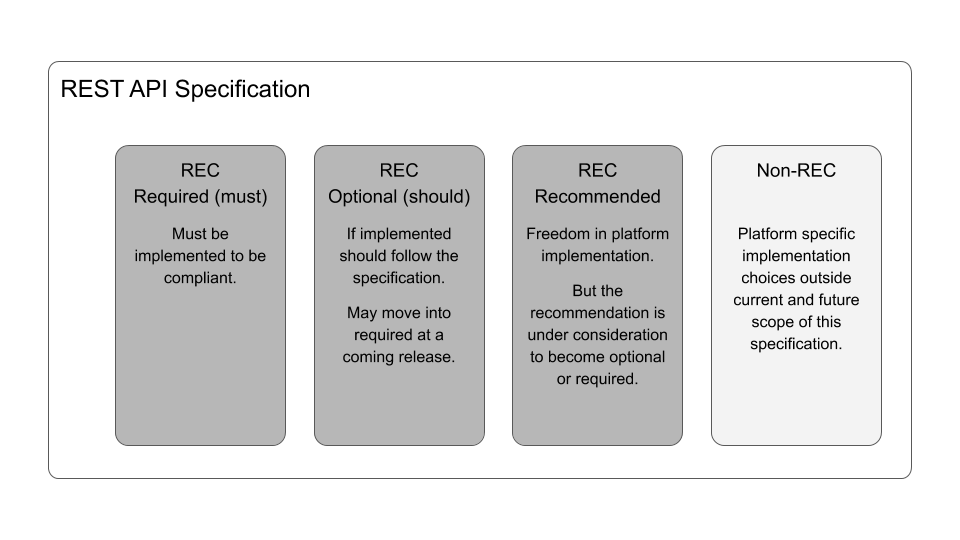 REST API Specification
REC
Required (must)
Must be
implemented to be
compliant.
REC
Optional (should)
If implemented
should follow the
specification.
May move into
required at a
coming release.
REC
Recommended
Freedom in platform
implementation.
But the
recommendation is
under consideration
to become optional
or required.
Non-REC
Platform specific
implementation
choices outside
current and future
scope of this
specification.